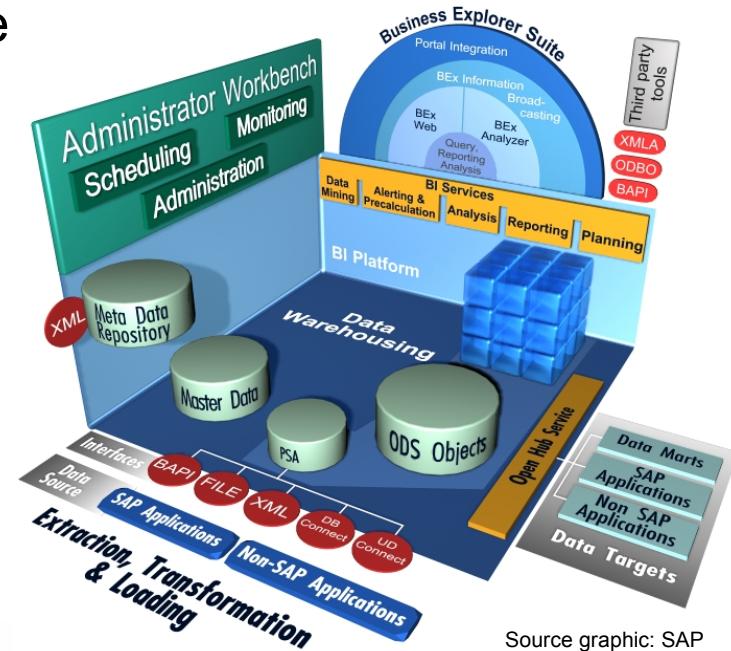 e
Business Explorer Suite
Portal Integration
BEx Information
Broad-
casting
BEx
Web
BEx
Analyzer
Query,
Reporting
Analysis
Third party
tools
XMLA
ODBO
BAPI
Administrator Workbench
Scheduling
Monitoring
Administration
BI Services
Data
Mining
Alerting &
Precalculation
Analysis
Reporting
Planning
BI Platform
Data
Warehousing
XML
Meta Data
Repository
Master Data
PSA
ODS Objects
Open Hub Service
Interfaces
BAPI
FILE
XML
DB
Connect
UD
Connect
Data
Source
SAP Applications
Non-SAP Applications
Extraction, Transformation
& Loading
Data Marts
SAP
Applications
Non SAP
Applications
Data Targets
Source graphic: SAP